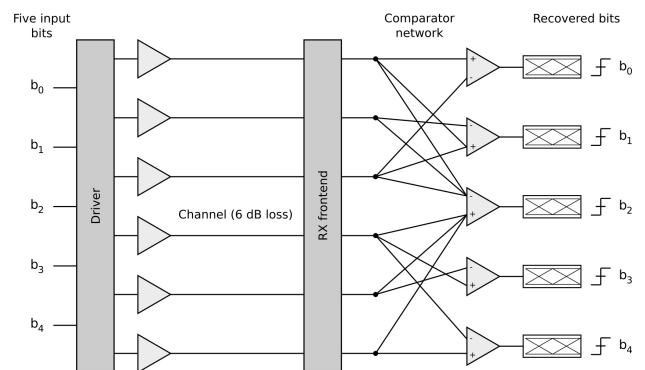 Five input
bits
Comparator
network
Recovered bits
b0
b1
b2
b3
b4
Driver
Channel (6 dB loss)
RX frontend
+
-
-
+
-
+
-
+
-
+
b0
b1
b2
b3
b4